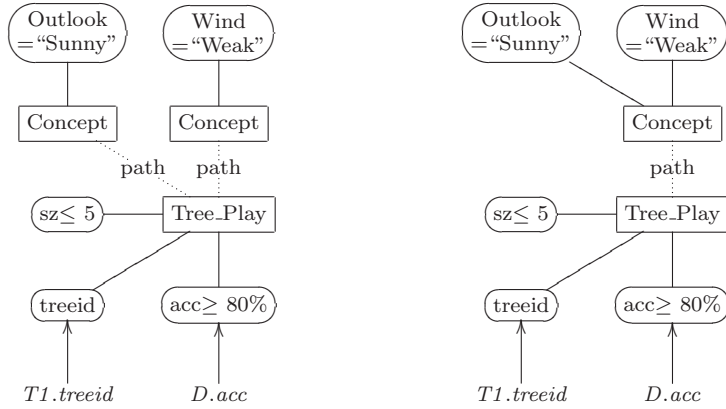 Outlook
=“Sunny”
Wind
=“Weak”
Concept
Concept
path
path
sz≤ 5
Tree_Play
treeid
acc≥ 80%
T1.treeid
D.acc
Outlook
=“Sunny”
Wind
=“Weak”
Concept
path
sz≤ 5
Tree_Play
treeid
acc≥ 80%
T1.treeid
D.acc